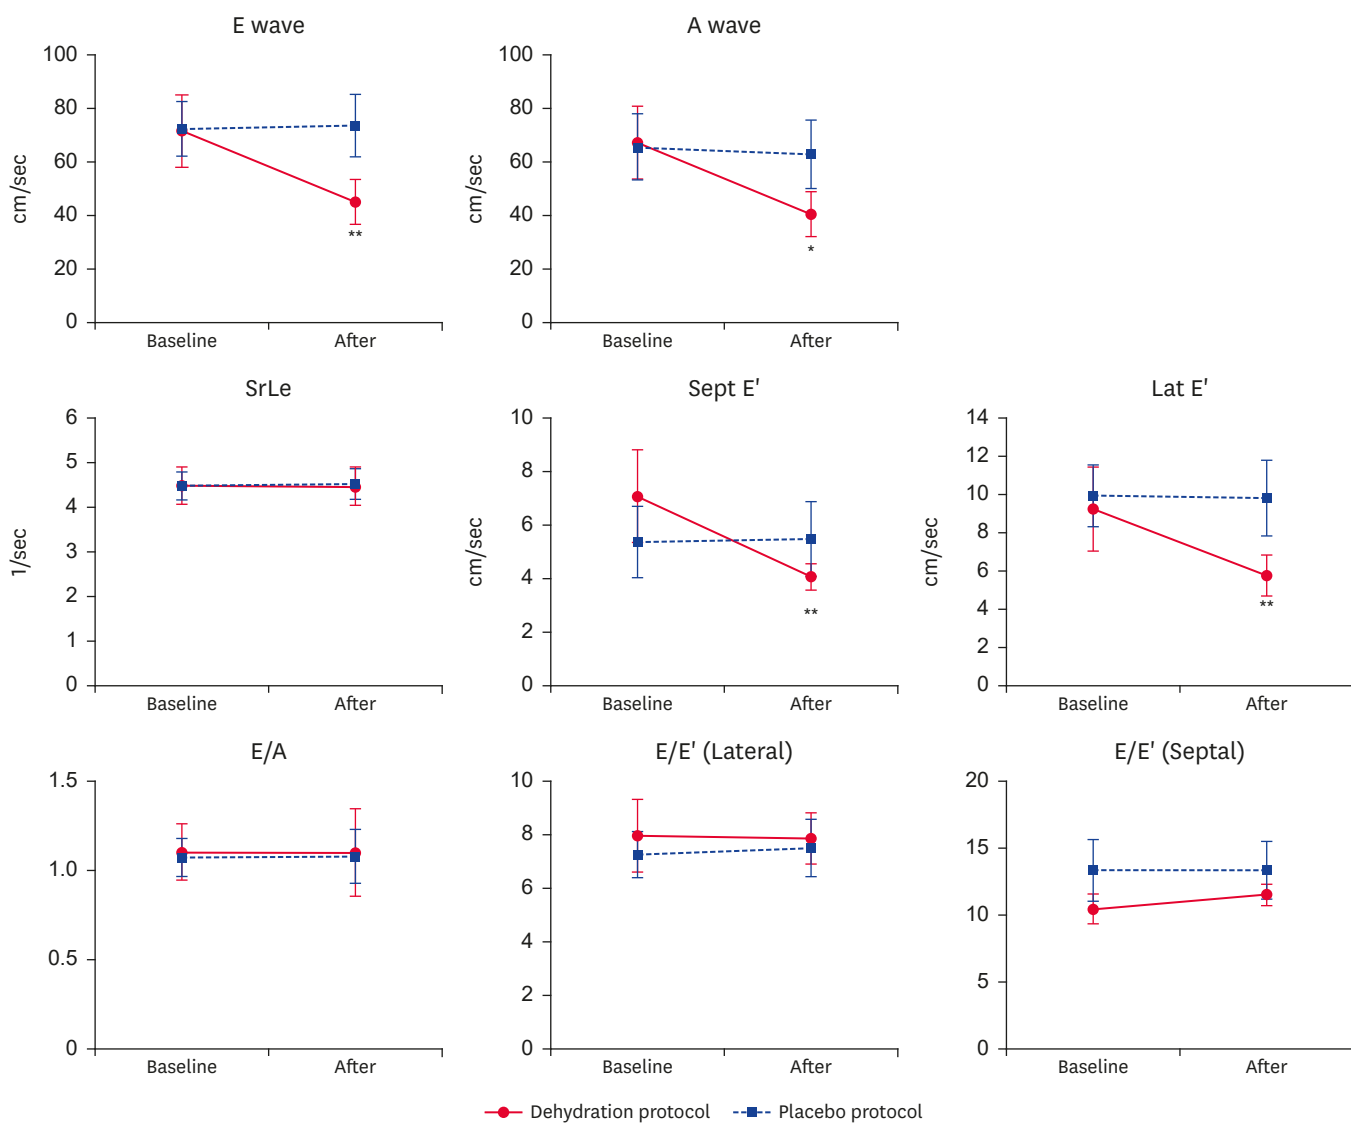 E wave
A wave
100
80
60
40
20
0
cm/sec
**
Baseline
After
100
80
60
40
20
0
cm/sec
*
Baseline
After
SrLe
Sept E'
Lat E'
6
5
4
3
2
1
0
1/sec
Baseline
After
10
8
6
4
2
0
cm/sec
**
Baseline
After
14
12
10
8
6
4
2
0
cm/sec
**
Baseline
After
E/A
E/E' (Lateral)
E/E' (Septal)
1.5
1.0
0.5
0
Baseline
After
10
8
6
4
2
0
Baseline
After
20
15
10
5
0
Baseline
After
Dehydration protocol
Placebo protocol